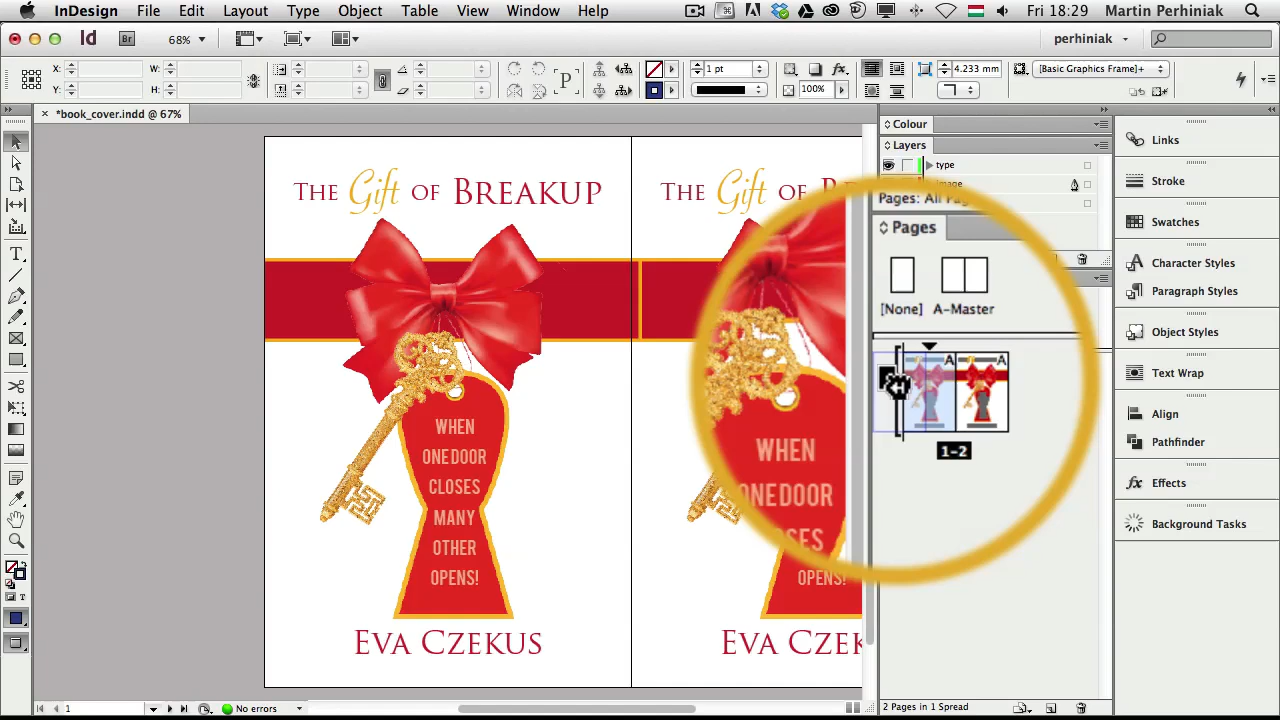 InDesign File Edit Layout Type Object Table View Window Help Fri 18:29 Martin Perhiniak
Id Br 68% perhiniak
X: W: 1 pt fx 4.233 mm [Basic Graphics Frame]+
Y: H: P 100%
× *book_cover.indd @ 67%
Colour
Layers
type
image
Pages: All Pag
Pages
[None] A-Master
A A
1-2
Links
Stroke
Swatches
Character Styles
Paragraph Styles
Object Styles
Text Wrap
Align
Pathfinder
Effects
Background Tasks
The Gift of Breakup
WHEN
ONE DOOR
CLOSES
MANY
OTHER
OPENS!
Eva Czekus
The Gift of
WHEN
ONE DOOR
OPENS!
Eva Czek
1 No errors
2 Pages in 1 Spread